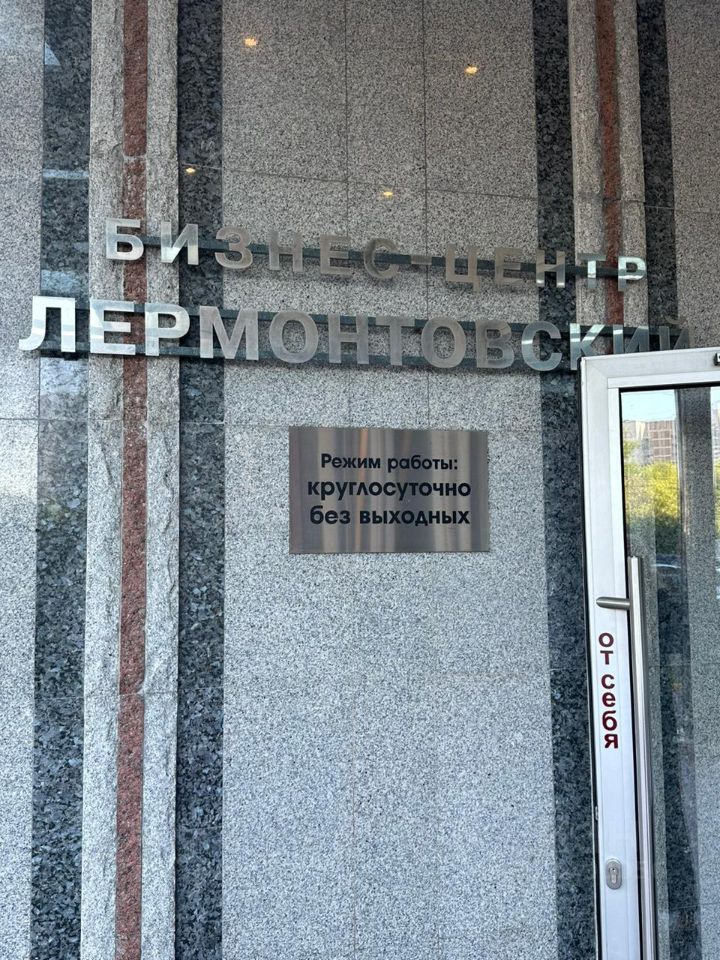 БИЗНЕС-ЦЕНТР
ЛЕРМОНТОВСКИЙ
Режим работы:
круглосуточно
без выходных
от себя